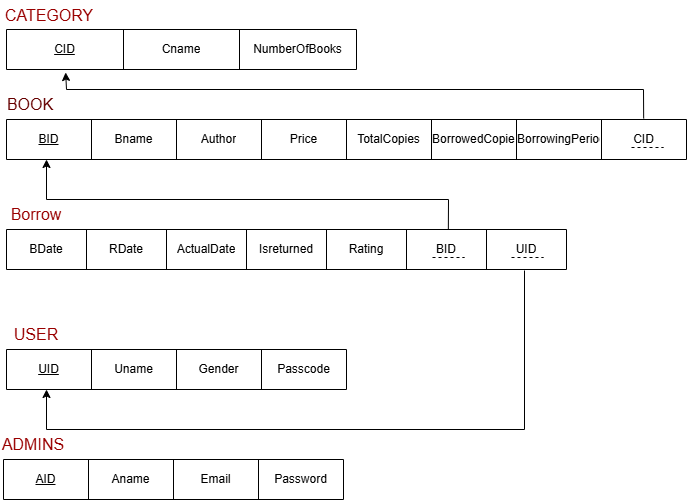 CATEGORY
CID Cname NumberOfBooks
BOOK
BID Bname Author Price TotalCopies BorrowedCopie BorrowingPerio CID
Borrow
BDate RDate ActualDate Isreturned Rating BID UID
USER
UID Uname Gender Passcode
ADMINS
AID Aname Email Password